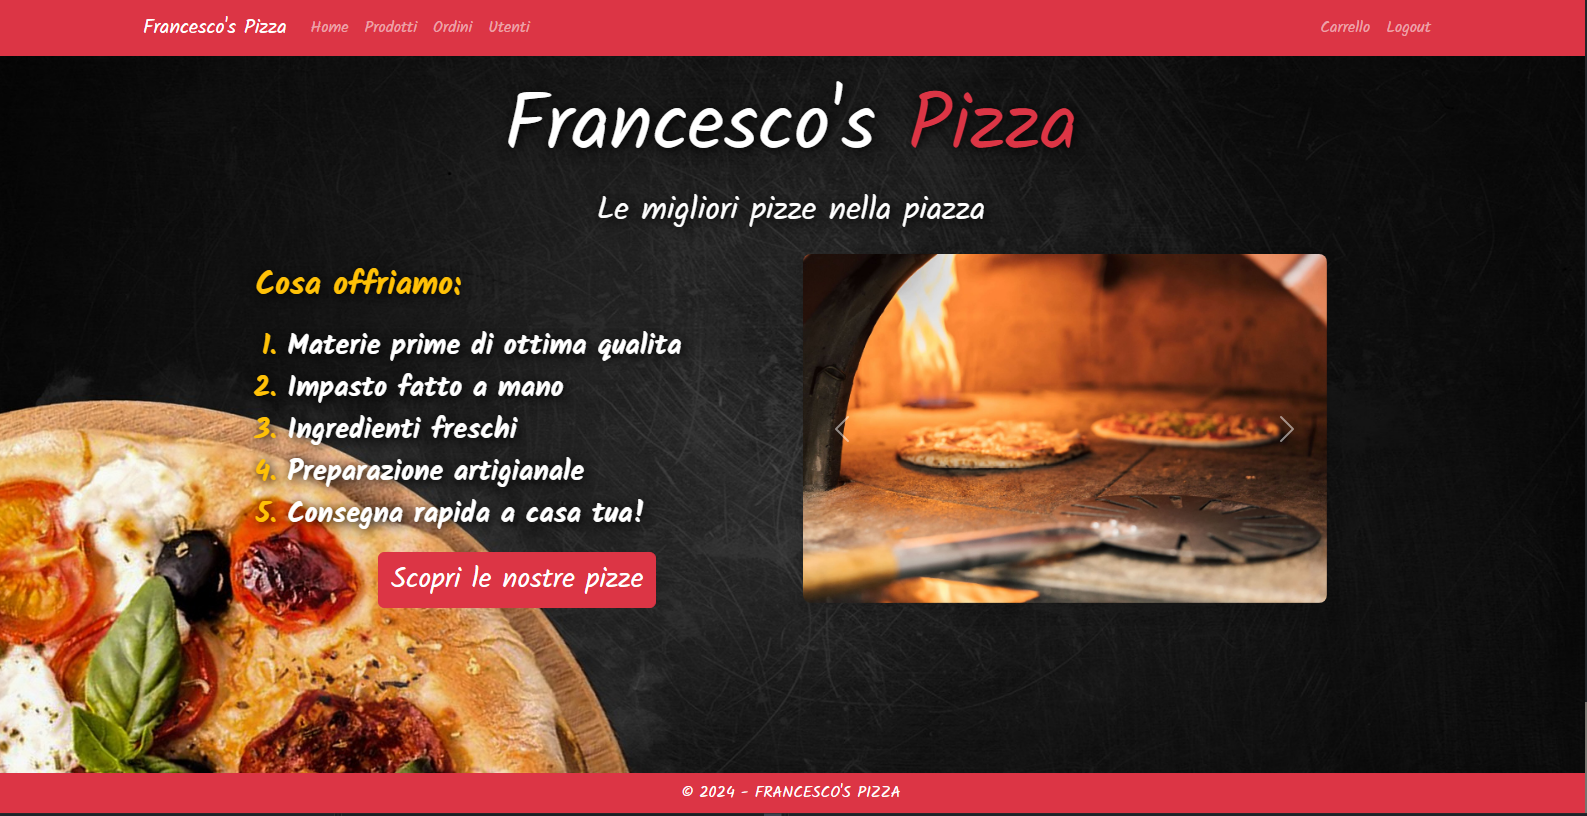 Francesco's Pizza Home Prodotti Ordini Utenti Carrello Logout
Francesco's Pizza
Le migliori pizze nella piazza
Cosa offriamo:
1. Materie prime di ottima qualita
2. Impasto fatto a mano
3. Ingredienti freschi
4. Preparazione artigianale
5. Consegna rapida a casa tua!
Scopri le nostre pizze
© 2024 - FRANCESCO'S PIZZA